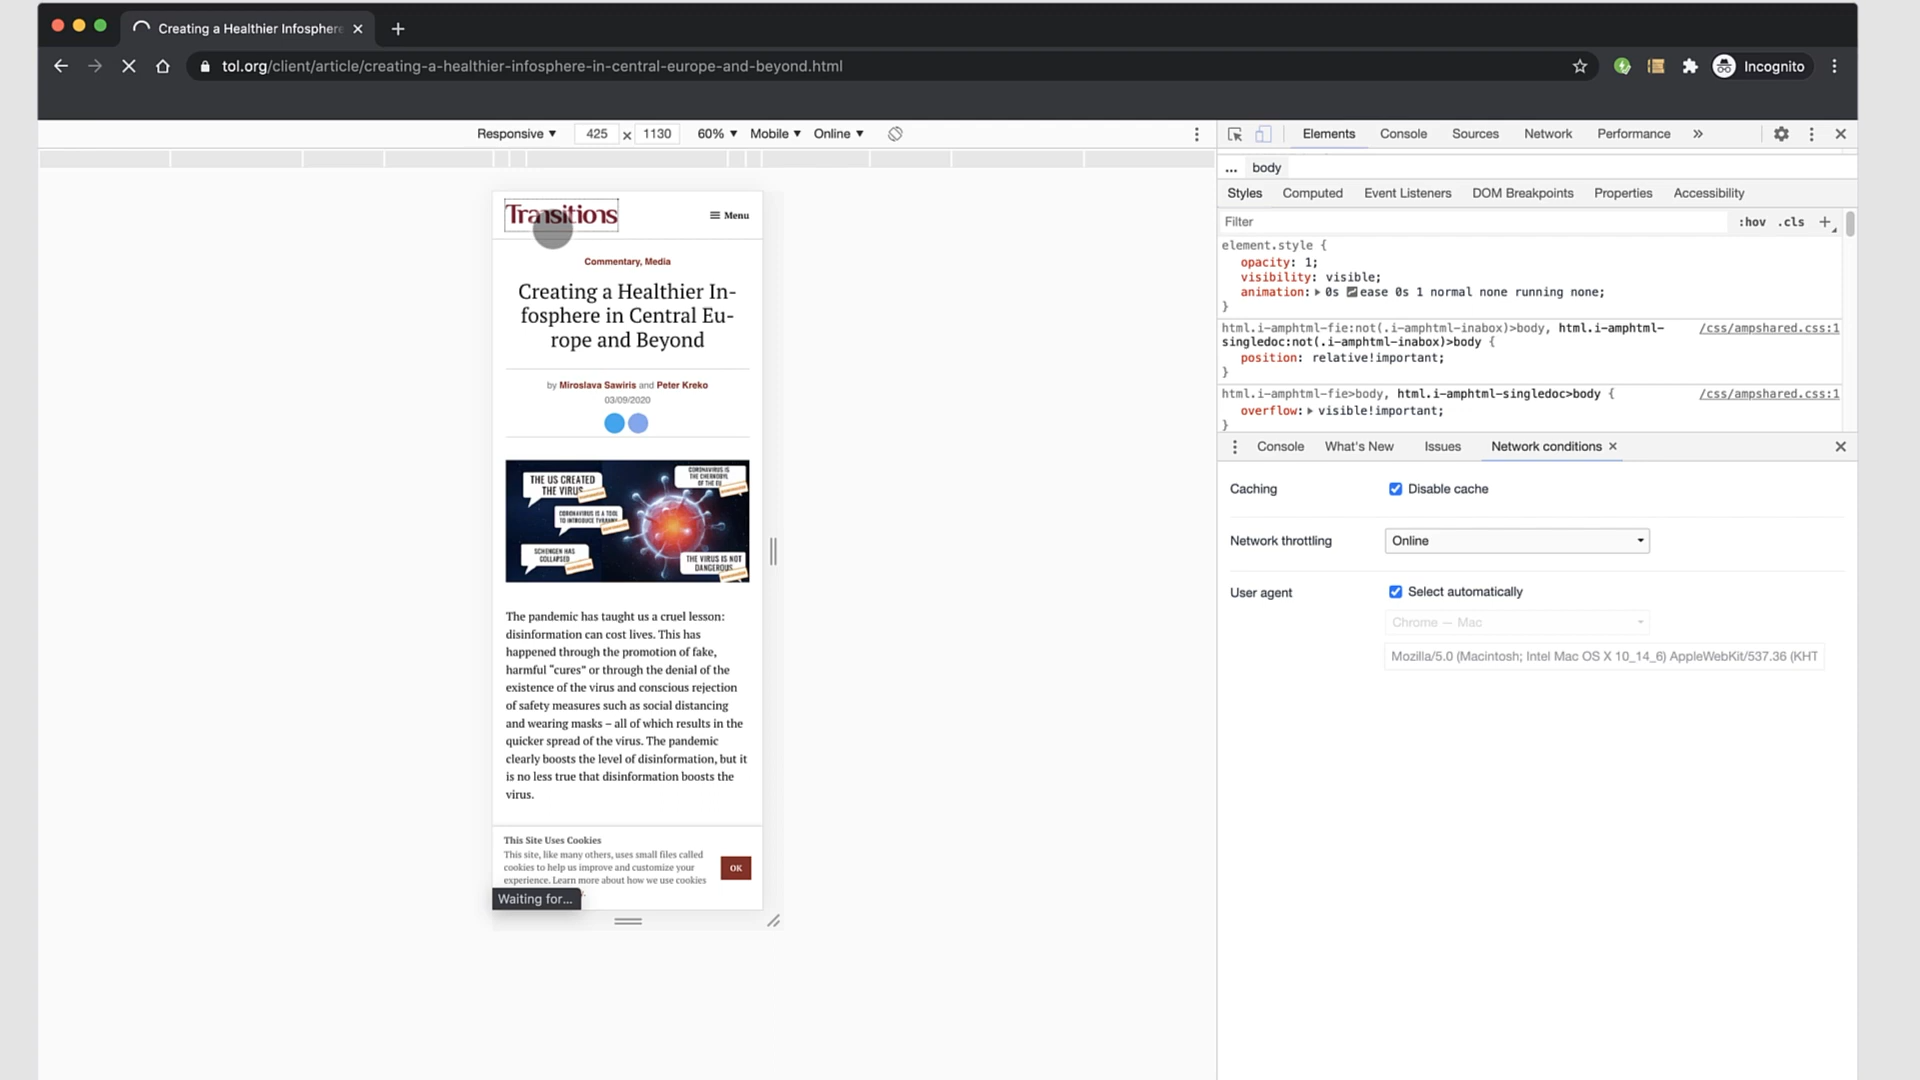 Creating a Healthier Infosphere
tol.org/client/article/creating-a-healthier-infosphere-in-central-europe-and-beyond.html
Incognito
Responsive 425 × 1130 60% Mobile Online
Elements Console Sources Network Performance »
... body
Styles Computed Event Listeners DOM Breakpoints Properties Accessibility
Filter :hov .cls +
element.style {
opacity: 1;
visibility: visible;
animation: 0s ease 0s 1 normal none running none;
}
html.i-amphtml-fie:not(.i-amphtml-inabox)>body, html.i-amphtml- /css/ampshared.css:1
singledoc:not(.i-amphtml-inabox)>body {
position: relative!important;
}
html.i-amphtml-fie>body, html.i-amphtml-singledoc>body { /css/ampshared.css:1
overflow: visible!important;
}
Console What's New Issues Network conditions ×
Caching Disable cache
Network throttling Online
User agent Select automatically
Chrome — Mac
Mozilla/5.0 (Macintosh; Intel Mac OS X 10_14_6) AppleWebKit/537.36 (KHT
Transitions Menu
Commentary, Media
Creating a Healthier In-
fosphere in Central Eu-
rope and Beyond
by Miroslava Sawiris and Peter Kreko
03/09/2020
THE US CREATED
THE VIRUS
CORONAVIRUS IS
THE CHERNOBYL
OF THE EU
CORONAVIRUS IS A TOOL
TO INTRODUCE TYRANNY
SCHENGEN HAS
COLLAPSED
THE VIRUS IS NOT
DANGEROUS
The pandemic has taught us a cruel lesson:
disinformation can cost lives. This has
happened through the promotion of fake,
harmful “cures” or through the denial of the
existence of the virus and conscious rejection
of safety measures such as social distancing
and wearing masks – all of which results in the
quicker spread of the virus. The pandemic
clearly boosts the level of disinformation, but it
is no less true that disinformation boosts the
virus.
This Site Uses Cookies
This site, like many others, uses small files called
cookies to help us improve and customize your
experience. Learn more about how we use cookies
OK
Waiting for...